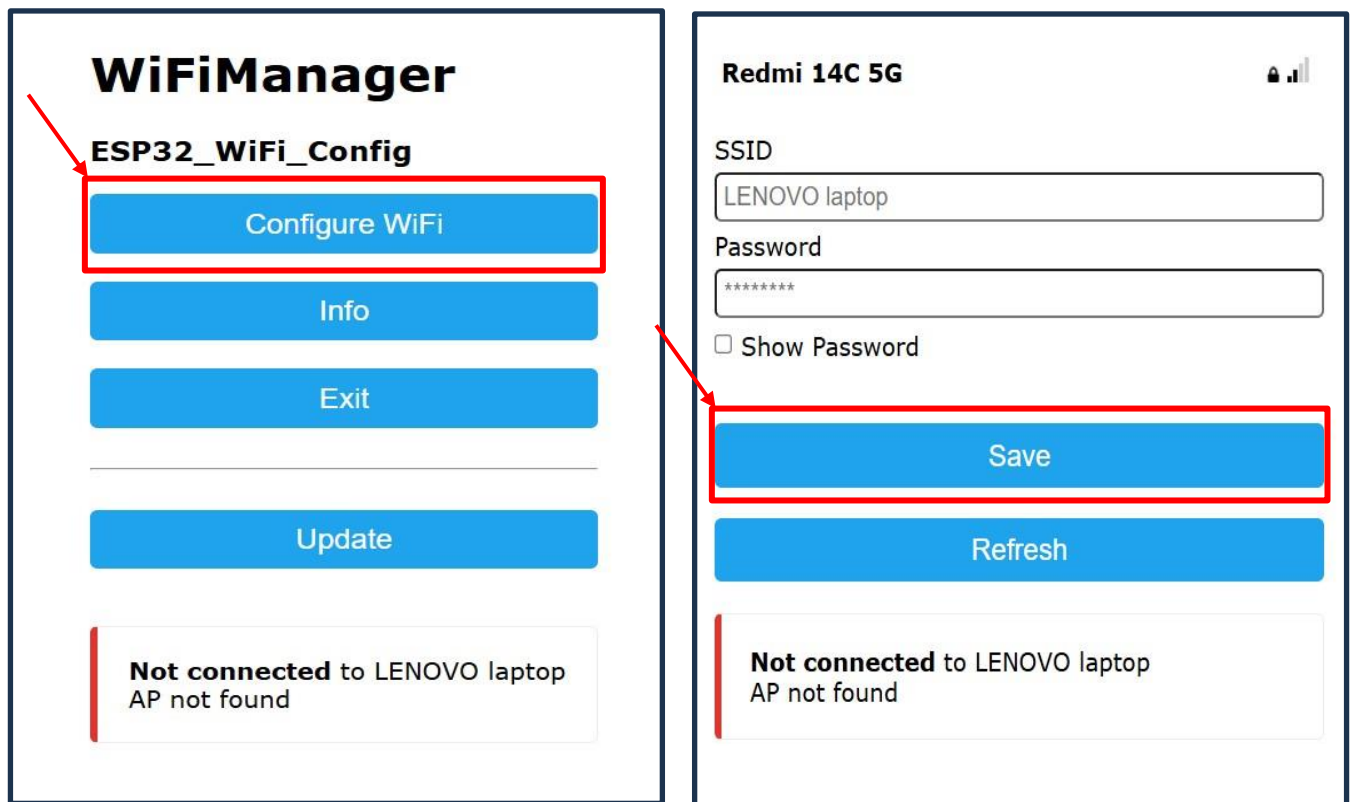 WiFiManager
ESP32_WiFi_Config
Configure WiFi
Info
Exit
Update
Not connected to LENOVO laptop
AP not found
Redmi 14C 5G
SSID
LENOVO laptop
Password
********
Show Password
Save
Refresh
Not connected to LENOVO laptop
AP not found